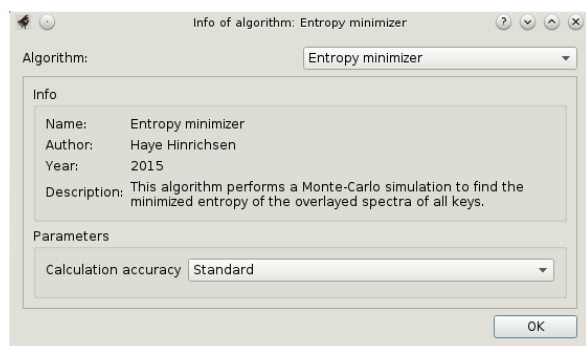 Info of algorithm: Entropy minimizer
Algorithm: Entropy minimizer
Info
Name: Entropy minimizer
Author: Haye Hinrichsen
Year: 2015
Description: This algorithm performs a Monte-Carlo simulation to find the
minimized entropy of the overlayed spectra of all keys.
Parameters
Calculation accuracy Standard
OK